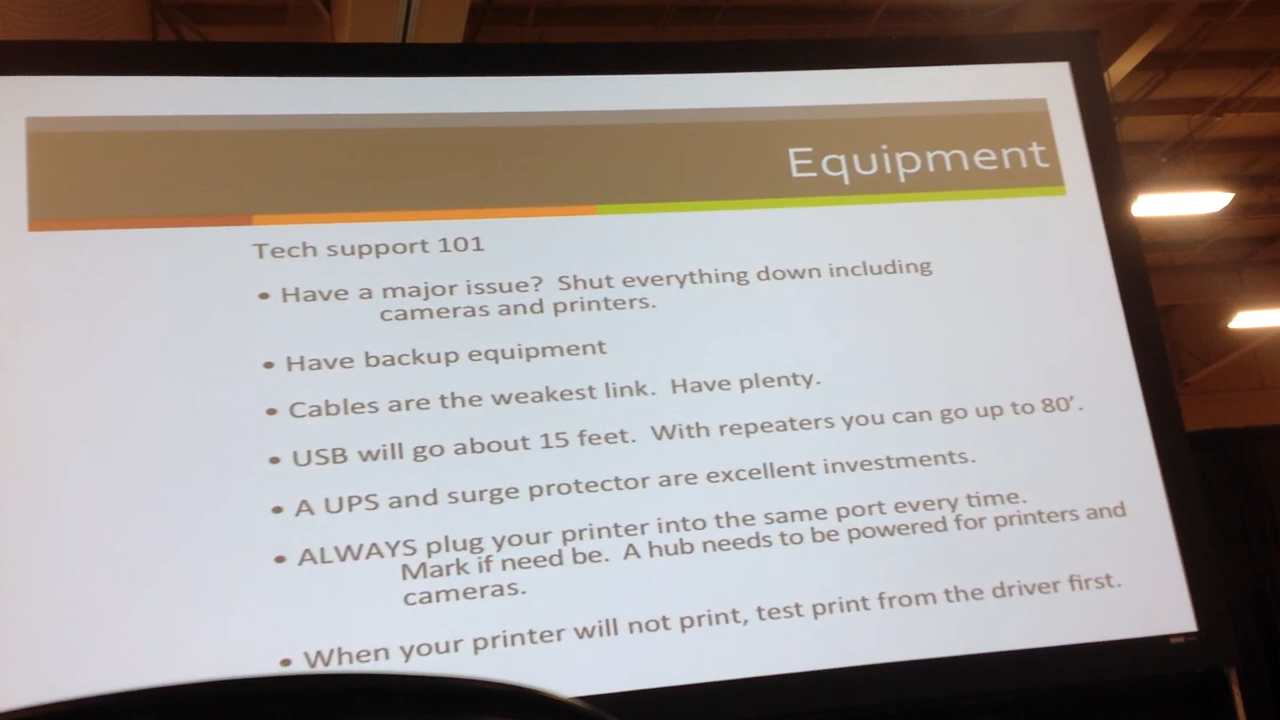 Equipment
Tech support 101
• Have a major issue?  Shut everything down including
cameras and printers.
• Have backup equipment
• Cables are the weakest link.  Have plenty.
• USB will go about 15 feet.  With repeaters you can go up to 80'.
• A UPS and surge protector are excellent investments.
• ALWAYS plug your printer into the same port every time.
Mark if need be.  A hub needs to be powered for printers and
cameras.
• When your printer will not print, test print from the driver first.